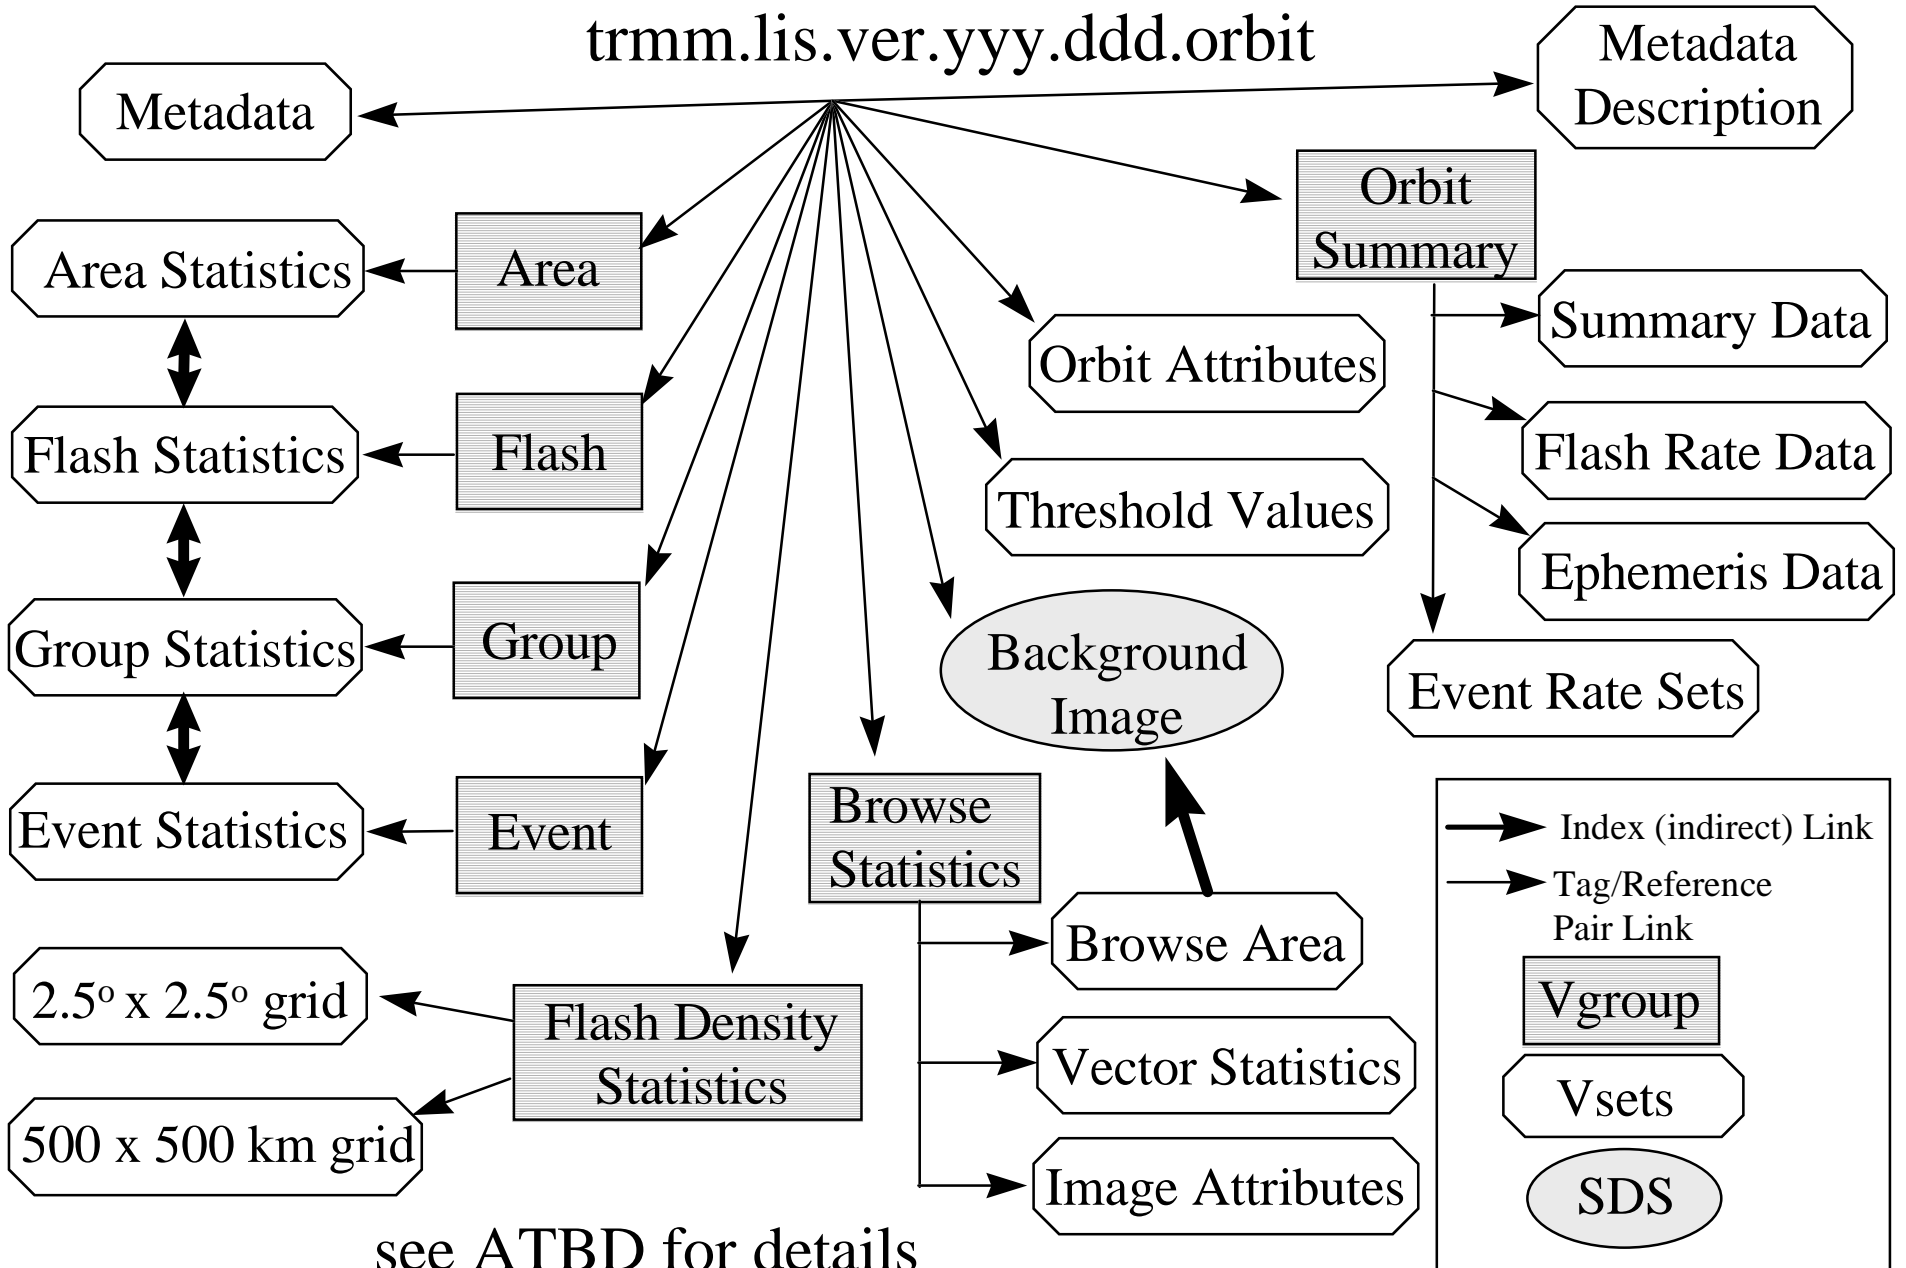 trmm.lis.ver.yyy.ddd.orbit
Metadata
Metadata
Description
Orbit
Summary
Area Statistics
Area
Summary Data
Orbit Attributes
Flash Statistics
Flash
Flash Rate Data
Threshold Values
Ephemeris Data
Group Statistics
Group
Background
Image
Event Rate Sets
Event Statistics
Event
Browse
Statistics
Index (indirect) Link
Tag/Reference
Pair Link
Browse Area
2.5º x 2.5º grid
Flash Density
Statistics
Vgroup
Vector Statistics
Vsets
500 x 500 km grid
Image Attributes
SDS
see ATBD for details